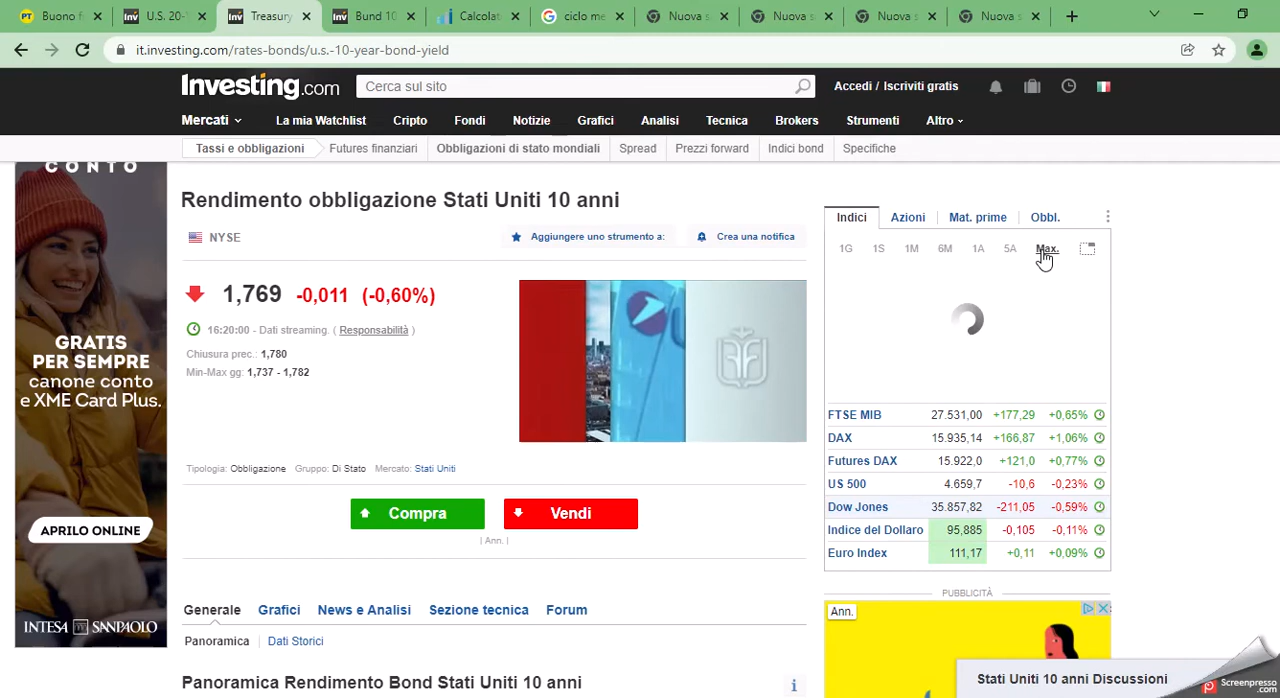 Buono f
U.S. 20-
Treasury
Bund 10
Calcolat
ciclo me
Nuova s
Nuova s
Nuova s
Nuova s
it.investing.com/rates-bonds/u.s.-10-year-bond-yield
Investing.com
Cerca sul sito
Accedi / Iscriviti gratis
Mercati
La mia Watchlist
Cripto
Fondi
Notizie
Grafici
Analisi
Tecnica
Brokers
Strumenti
Altro
Tassi e obbligazioni
Futures finanziari
Obbligazioni di stato mondiali
Spread
Prezzi forward
Indici bond
Specifiche
CONTO
GRATIS
PER SEMPRE
canone conto
e XME Card Plus.
APRILO ONLINE
INTESA SANPAOLO
Rendimento obbligazione Stati Uniti 10 anni
NYSE
Aggiungere uno strumento a:
Crea una notifica
1,769 -0,011 (-0,60%)
16:20:00 - Dati streaming. ( Responsabilità )
Chiusura prec.: 1,780
Min-Max gg: 1,737 - 1,782
Tipologia: Obbligazione Gruppo: Di Stato Mercato: Stati Uniti
Compra
Vendi
| Ann. |
Generale
Grafici
News e Analisi
Sezione tecnica
Forum
Panoramica
Dati Storici
Panoramica Rendimento Bond Stati Uniti 10 anni
Indici
Azioni
Mat. prime
Obbl.
1G 1S 1M 6M 1A 5A Max.
FTSE MIB 27.531,00 +177,29 +0,65%
DAX 15.935,14 +166,87 +1,06%
Futures DAX 15.922,0 +121,0 +0,77%
US 500 4.659,7 -10,6 -0,23%
Dow Jones 35.857,82 -211,05 -0,59%
Indice del Dollaro 95,885 -0,105 -0,11%
Euro Index 111,17 +0,11 +0,09%
PUBBLICITÀ
Ann.
Stati Uniti 10 anni Discussioni
Screenpresso
.com